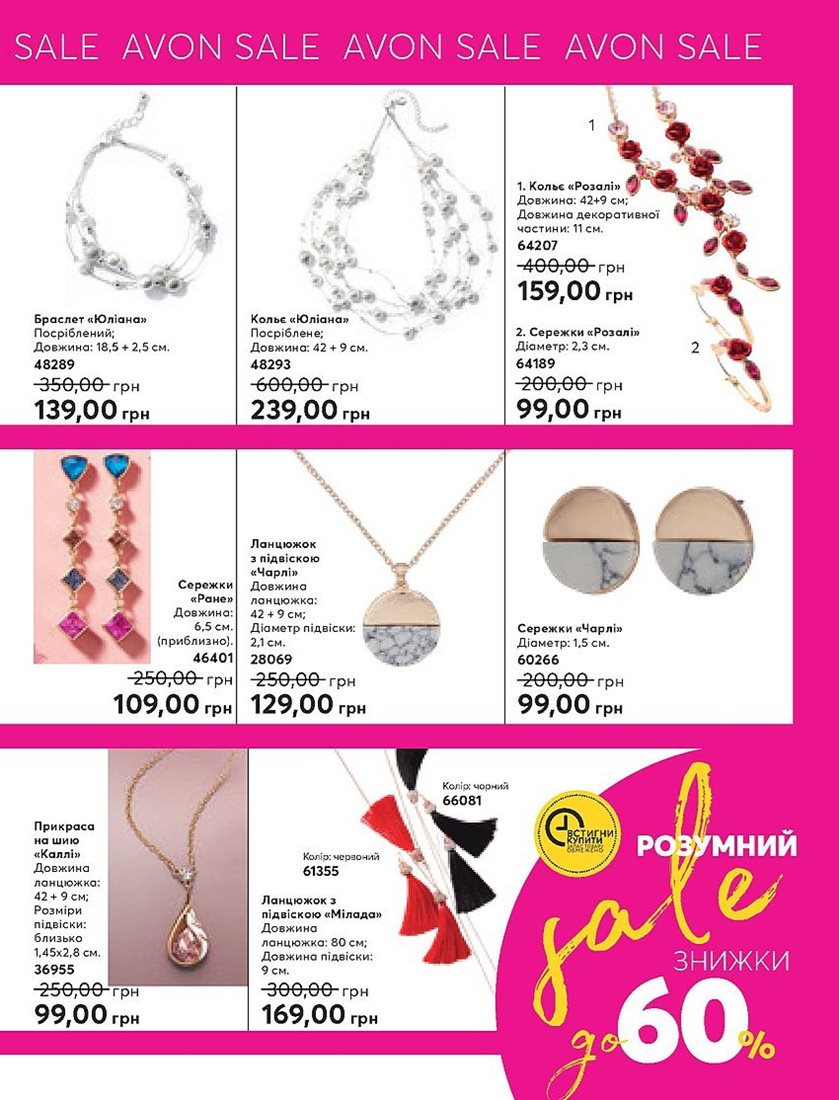 SALE AVON SALE AVON SALE AVON SALE
Браслет «Юліана»
Посріблений;
Довжина: 18,5 + 2,5 см.
48289
350,00 грн
139,00 грн
Кольє «Юліана»
Посріблене;
Довжина: 42 + 9 см.
48293
600,00 грн
239,00 грн
1
1. Кольє «Розалі»
Довжина: 42+9 см;
Довжина декоративної
частини: 11 см.
64207
400,00 грн
159,00 грн
2. Сережки «Розалі»
Діаметр: 2,3 см.
64189
200,00 грн
99,00 грн
2
Сережки
«Ране»
Довжина:
6,5 см.
(приблизно).
46401
250,00 грн
109,00 грн
Ланцюжок
з підвіскою
«Чарлі»
Довжина
ланцюжка:
42 + 9 см;
Діаметр підвіски:
2,1 см.
28069
250,00 грн
129,00 грн
Сережки «Чарлі»
Діаметр: 1,5 см.
60266
200,00 грн
99,00 грн
Прикраса
на шию
«Каллі»
Довжина
ланцюжка:
42 + 9 см;
Розміри
підвіски:
близько
1,45x2,8 см.
36955
250,00 грн
99,00 грн
Колір: чорний
66081
Колір: червоний
61355
Ланцюжок з
підвіскою «Мілада»
Довжина
ланцюжка: 80 см;
Довжина підвіски:
9 см.
300,00 грн
169,00 грн
ВСТИГНИ
КУПИТИ
ОБМЕЖЕНО
РОЗУМНИЙ
sale
ЗНИЖКИ
до 60%